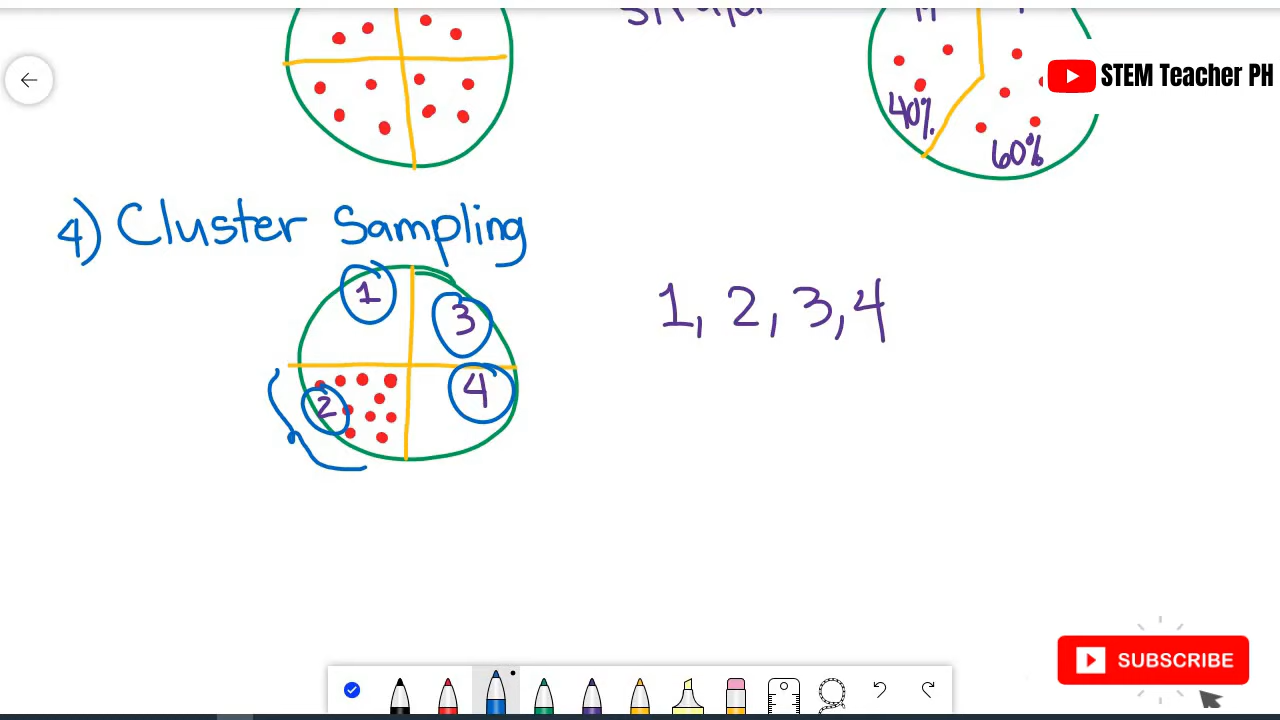 STEM Teacher PH
40%
60%
4) Cluster Sampling
1
3
2
4
1, 2, 3, 4
SUBSCRIBE